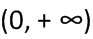 (0, + ∞)